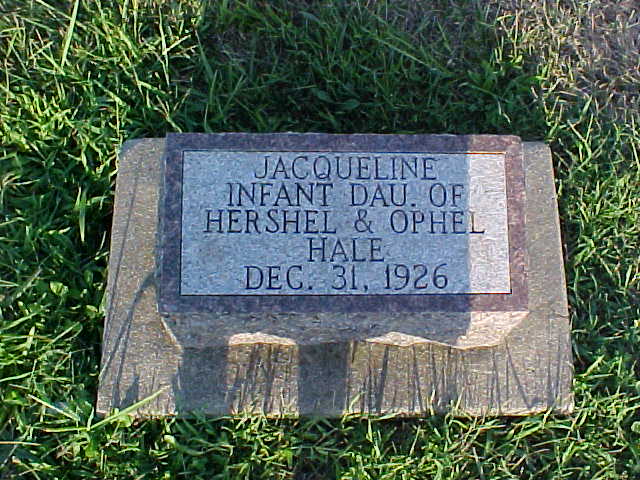 JACQUELINE
INFANT DAU. OF
HERSHEL & OPHEL
HALE
DEC. 31, 1926